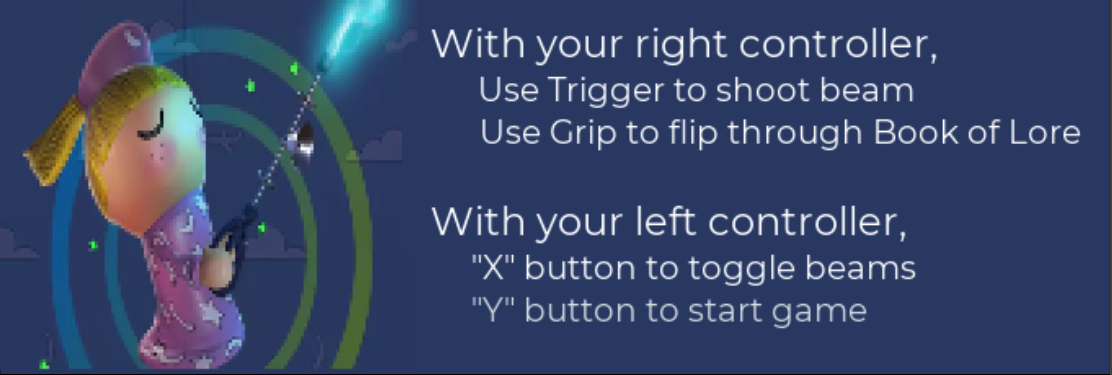 With your right controller,
Use Trigger to shoot beam
Use Grip to flip through Book of Lore
With your left controller,
"X" button to toggle beams
"Y" button to start game